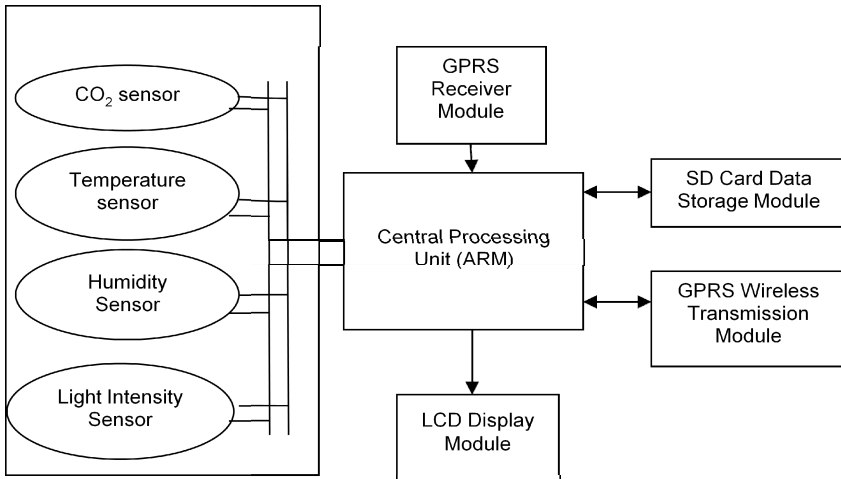 CO₂ sensor
Temperature
sensor
Humidity
Sensor
Light Intensity
Sensor
GPRS
Receiver
Module
Central Processing
Unit (ARM)
LCD Display
Module
SD Card Data
Storage Module
GPRS Wireless
Transmission
Module